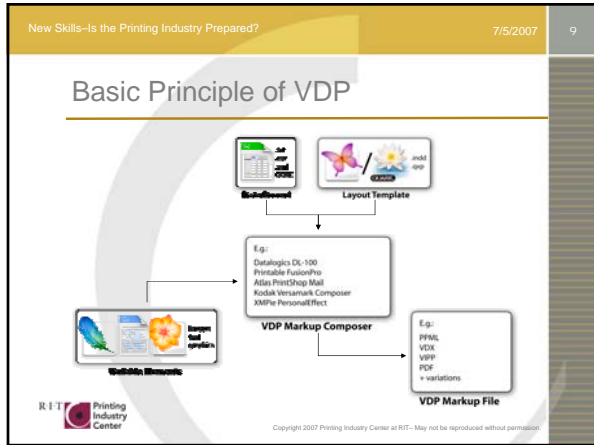 New Skills–Is the Printing Industry Prepared?
7/5/2007
9
Basic Principle of VDP
.indd
.qxp
QUARK
Layout Template
E.g.:
Datalogics DL-100
Printable FusionPro
Atlas PrintShop Mail
Kodak Versamark Composer
XMPie PersonalEffect
VDP Markup Composer
E.g.:
PPML
VDX
VIPP
PDF
+ variations
VDP Markup File
R·I·T
Printing
Industry
Center
Copyright 2007 Printing Industry Center at RIT– May not be reproduced without permission.